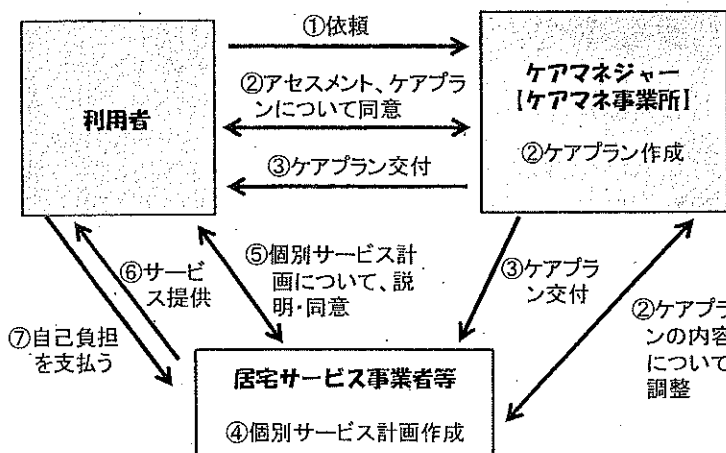 ①依頼
②アセスメント、ケアプラ
ンについて同意
③ケアプラン交付
利用者
ケアマネジャー
【ケアマネ事業所】
②ケアプラン作成
⑥サービ
ス提供
⑤個別サービス計
画について、説
明・同意
③ケアプラ
ン交付
②ケアプラ
ンの内容
について
調整
⑦自己負担
を支払う
居宅サービス事業者等
④個別サービス計画作成